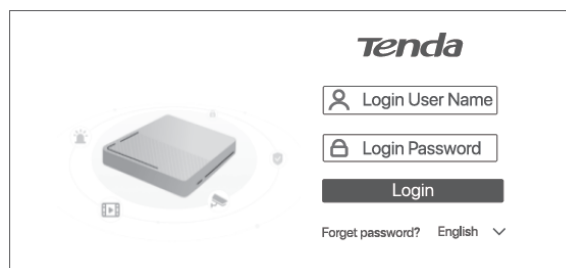 Tenda
Login User Name
Login Password
Login
Forget password? English